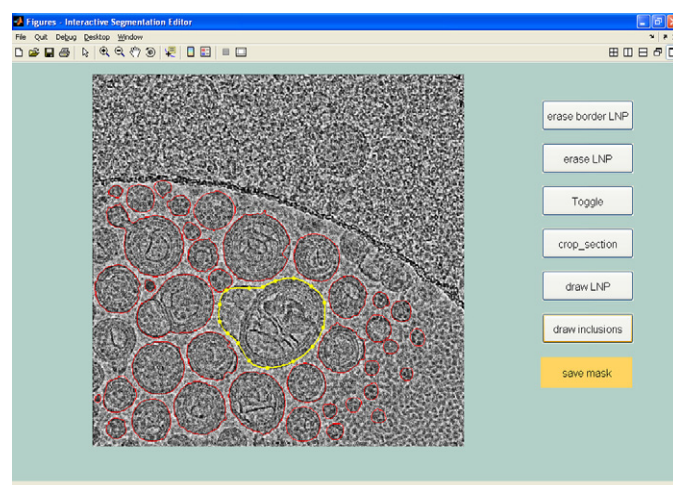 Figures - Interactive Segmentation Editor
File Quit Debug Desktop Window
erase border LNP
erase LNP
Toggle
crop_section
draw LNP
draw inclusions
save mask